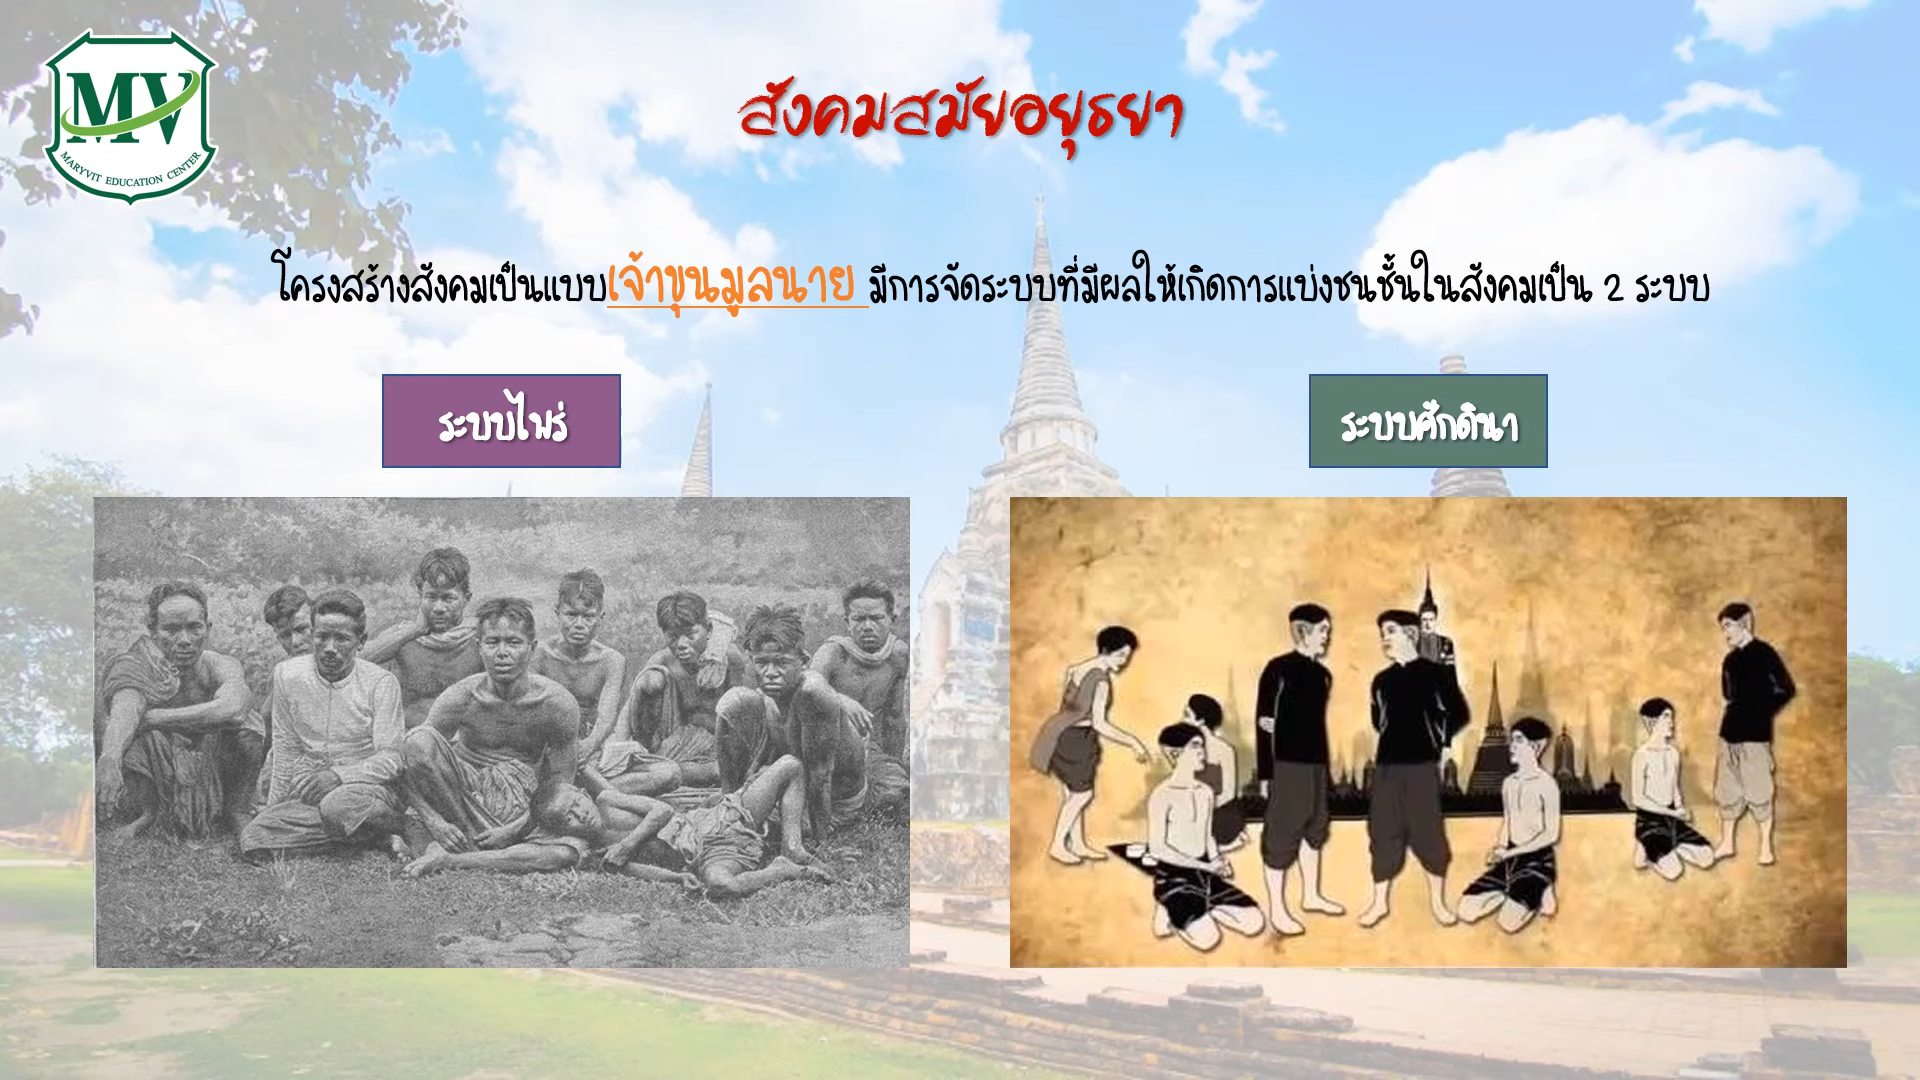 MV
MARYVIT EDUCATION CENTER
สังคมสมัยอยุธยา
โครงสร้างสังคมเป็นแบบเจ้าขุนมูลนาย มีการจัดระบบที่มีผลให้เกิดการแบ่งชนชั้นในสังคมเป็น 2 ระบบ
ระบบไพร่
ระบบศักดินา